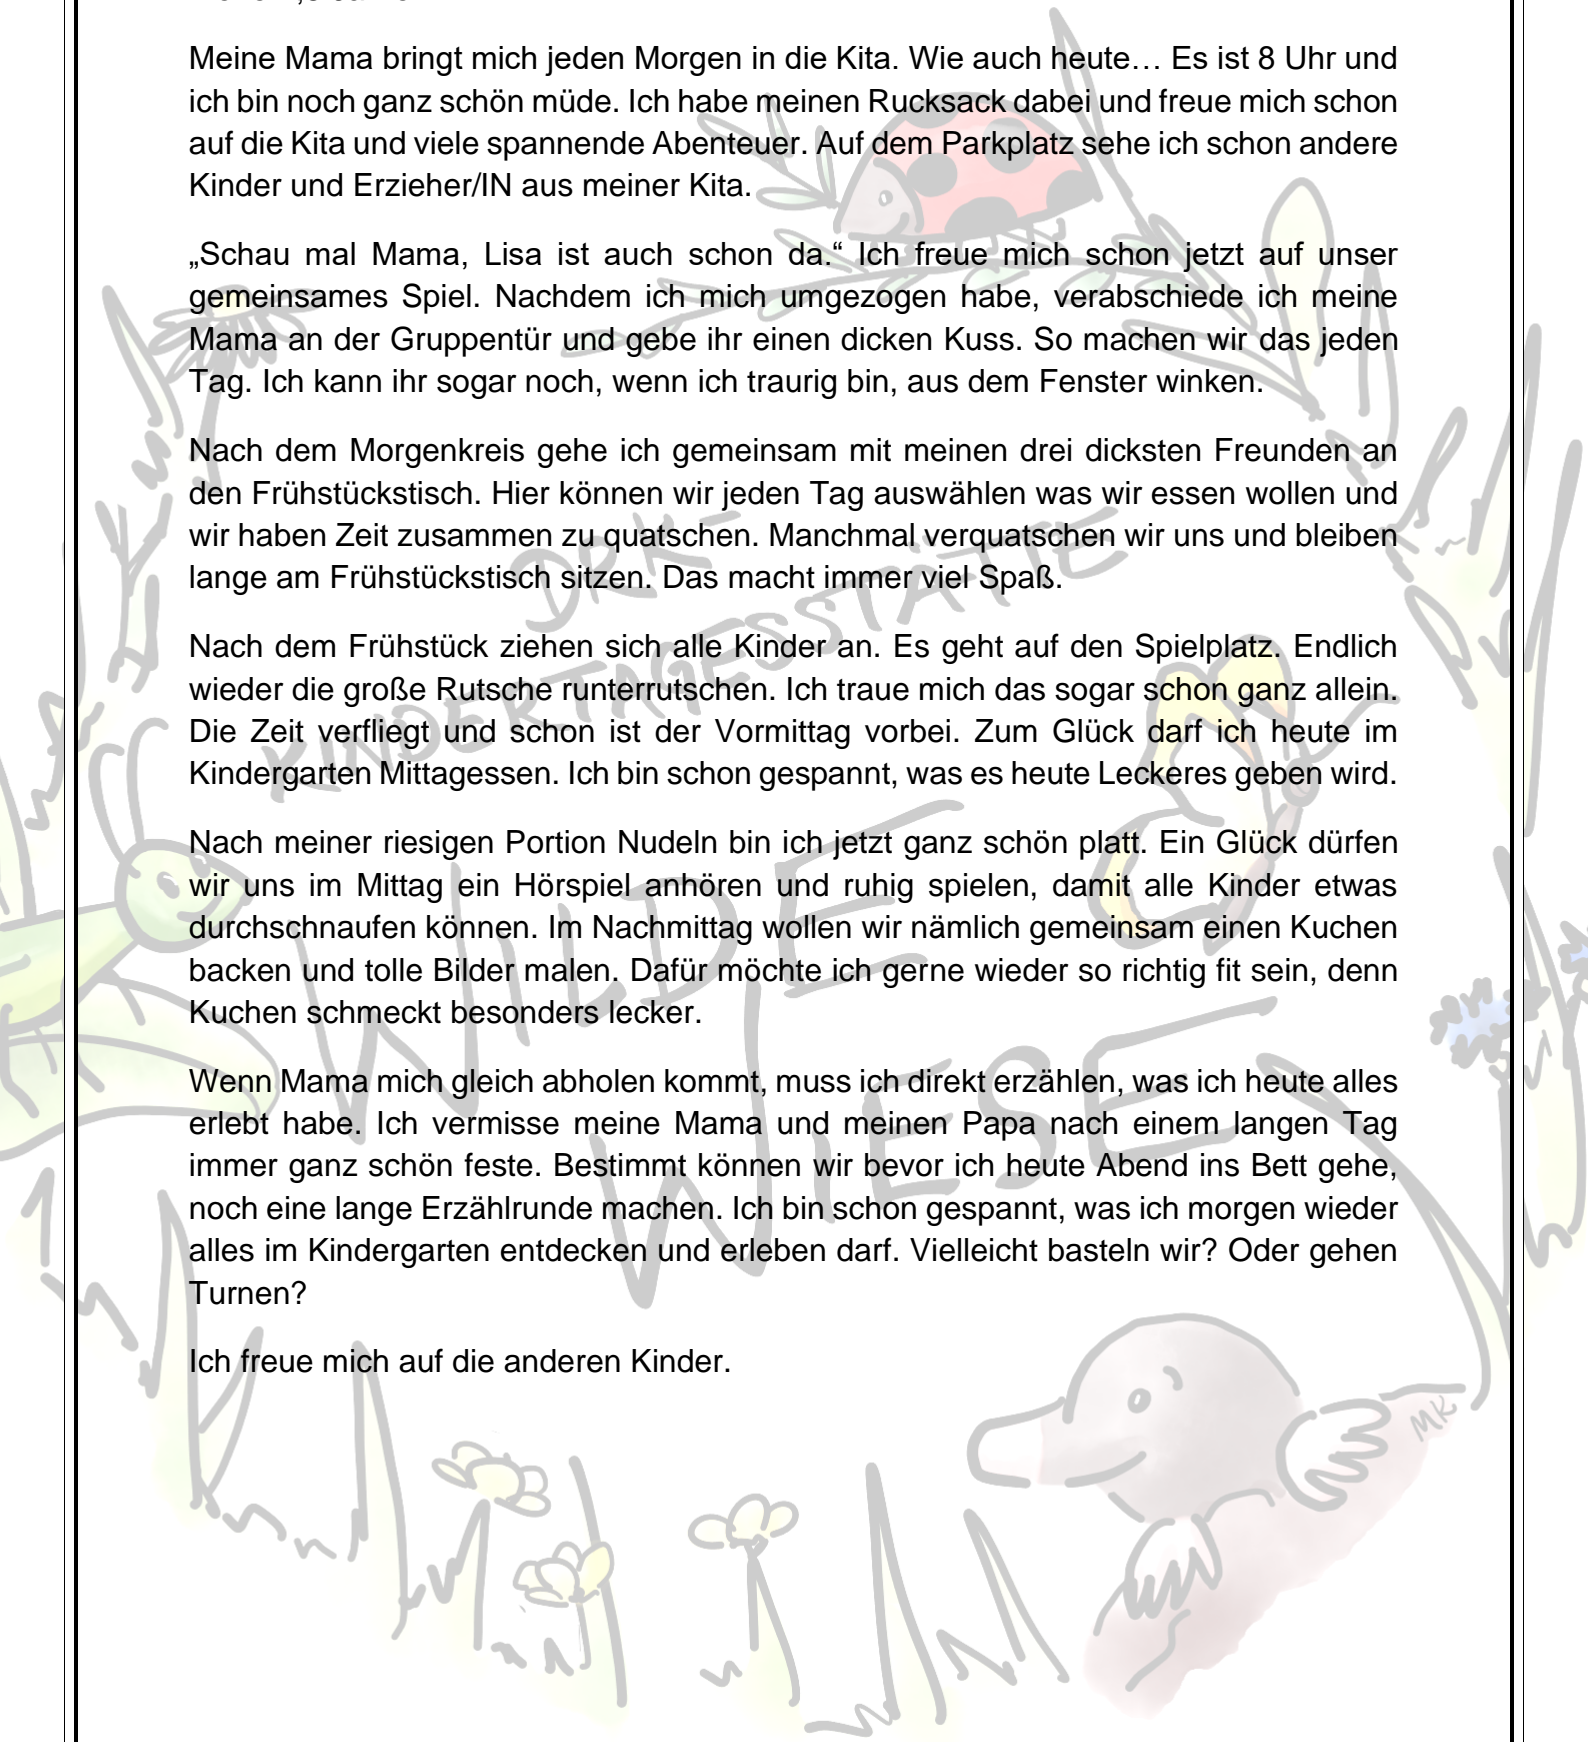 Meine Mama bringt mich jeden Morgen in die Kita. Wie auch heute… Es ist 8 Uhr und
ich bin noch ganz schön müde. Ich habe meinen Rucksack dabei und freue mich schon
auf die Kita und viele spannende Abenteuer. Auf dem Parkplatz sehe ich schon andere
Kinder und Erzieher/IN aus meiner Kita.
„Schau mal Mama, Lisa ist auch schon da.“ Ich freue mich schon jetzt auf unser
gemeinsames Spiel. Nachdem ich mich umgezogen habe, verabschiede ich meine
Mama an der Gruppentür und gebe ihr einen dicken Kuss. So machen wir das jeden
Tag. Ich kann ihr sogar noch, wenn ich traurig bin, aus dem Fenster winken.
Nach dem Morgenkreis gehe ich gemeinsam mit meinen drei dicksten Freunden an
den Frühstückstisch. Hier können wir jeden Tag auswählen was wir essen wollen und
wir haben Zeit zusammen zu quatschen. Manchmal verquatschen wir uns und bleiben
lange am Frühstückstisch sitzen. Das macht immer viel Spaß.
Nach dem Frühstück ziehen sich alle Kinder an. Es geht auf den Spielplatz. Endlich
wieder die große Rutsche runterrutschen. Ich traue mich das sogar schon ganz allein.
Die Zeit verfliegt und schon ist der Vormittag vorbei. Zum Glück darf ich heute im
Kindergarten Mittagessen. Ich bin schon gespannt, was es heute Leckeres geben wird.
Nach meiner riesigen Portion Nudeln bin ich jetzt ganz schön platt. Ein Glück dürfen
wir uns im Mittag ein Hörspiel anhören und ruhig spielen, damit alle Kinder etwas
durchschnaufen können. Im Nachmittag wollen wir nämlich gemeinsam einen Kuchen
backen und tolle Bilder malen. Dafür möchte ich gerne wieder so richtig fit sein, denn
Kuchen schmeckt besonders lecker.
Wenn Mama mich gleich abholen kommt, muss ich direkt erzählen, was ich heute alles
erlebt habe. Ich vermisse meine Mama und meinen Papa nach einem langen Tag
immer ganz schön feste. Bestimmt können wir bevor ich heute Abend ins Bett gehe,
noch eine lange Erzählrunde machen. Ich bin schon gespannt, was ich morgen wieder
alles im Kindergarten entdecken und erleben darf. Vielleicht basteln wir? Oder gehen
Turnen?
Ich freue mich auf die anderen Kinder.
DRK-
KINDERTAGESSTÄTTE
WILDE
WIESE
MK